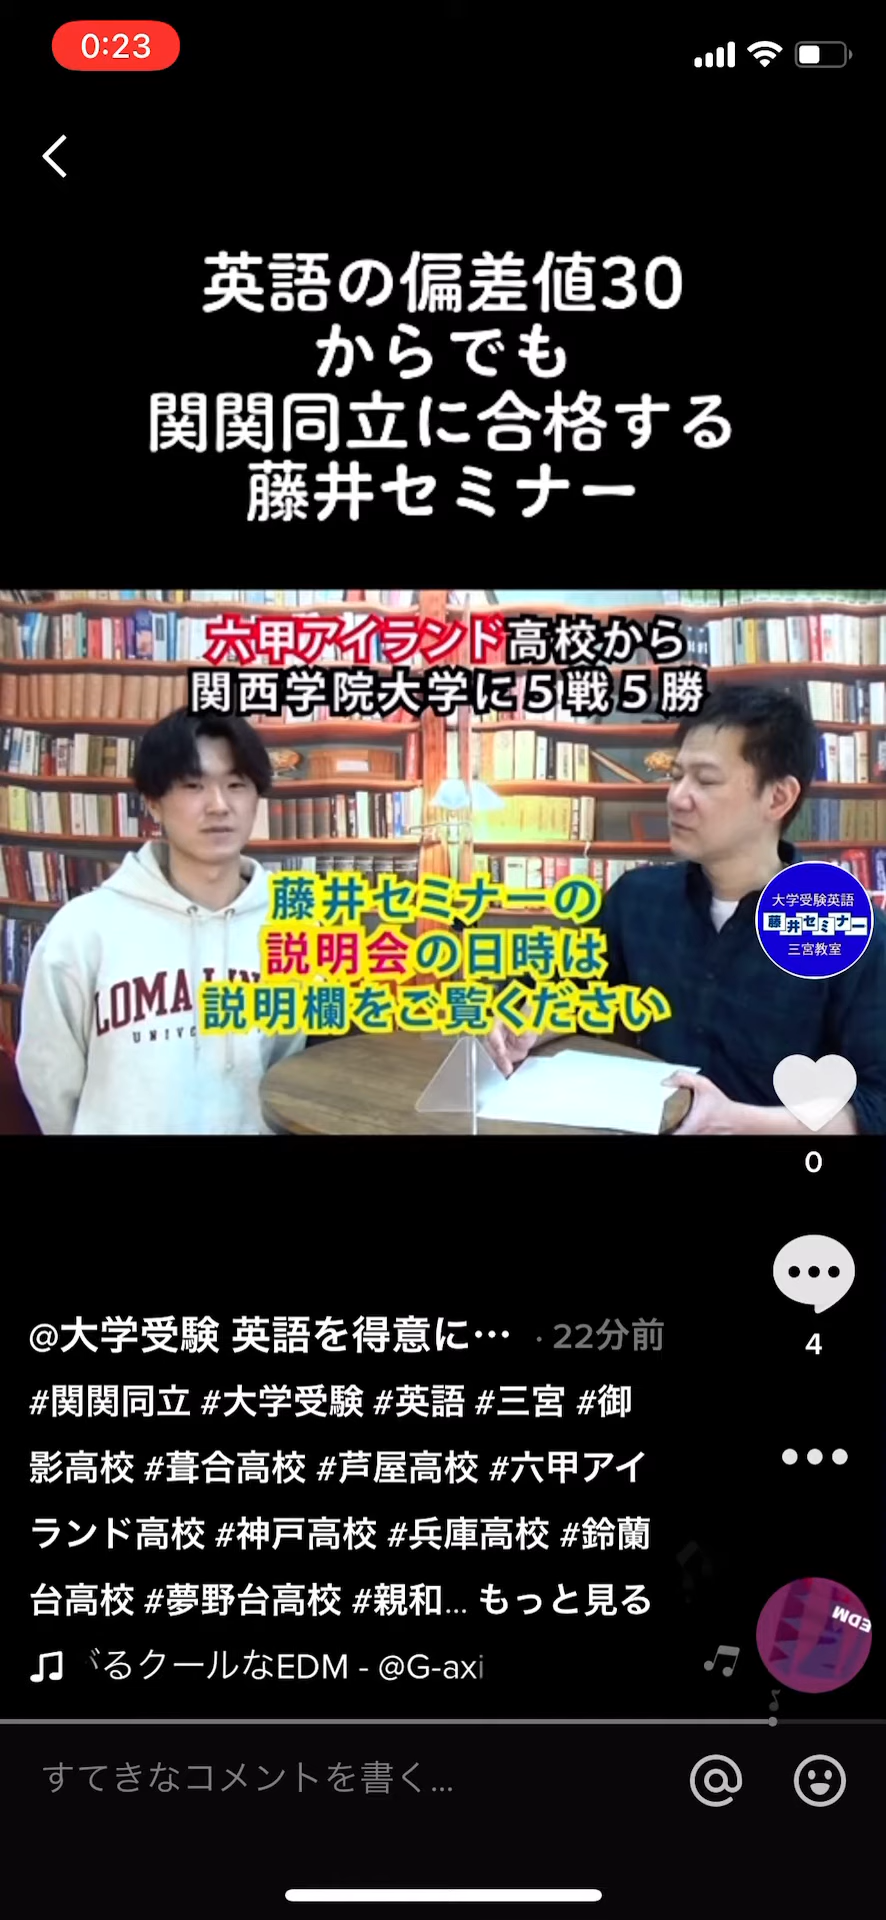 0:23
英語の偏差値30
からでも
関関同立に合格する
藤井セミナー
六甲アイランド高校から
関西学院大学に５戦５勝
LOMA
UNIV
藤井セミナーの
説明会の日時は
説明欄をご覧ください
大学受験英語
藤井セミナー
三宮教室
0
4
@大学受験 英語を得意に… · 22分前
#関関同立 #大学受験 #英語 #三宮 #御
影高校 #葺合高校 #芦屋高校 #六甲アイ
ランド高校 #神戸高校 #兵庫高校 #鈴蘭
台高校 #夢野台高校 #親和... もっと見る
るクールなEDM - @G-axi
EDM
すてきなコメントを書く...